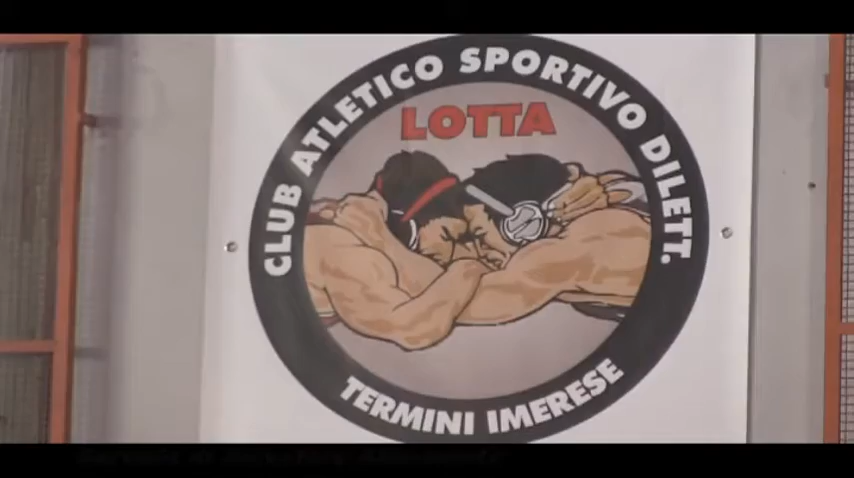 CLUB ATLETICO SPORTIVO DILETT.
LOTTA
TERMINI IMERESE